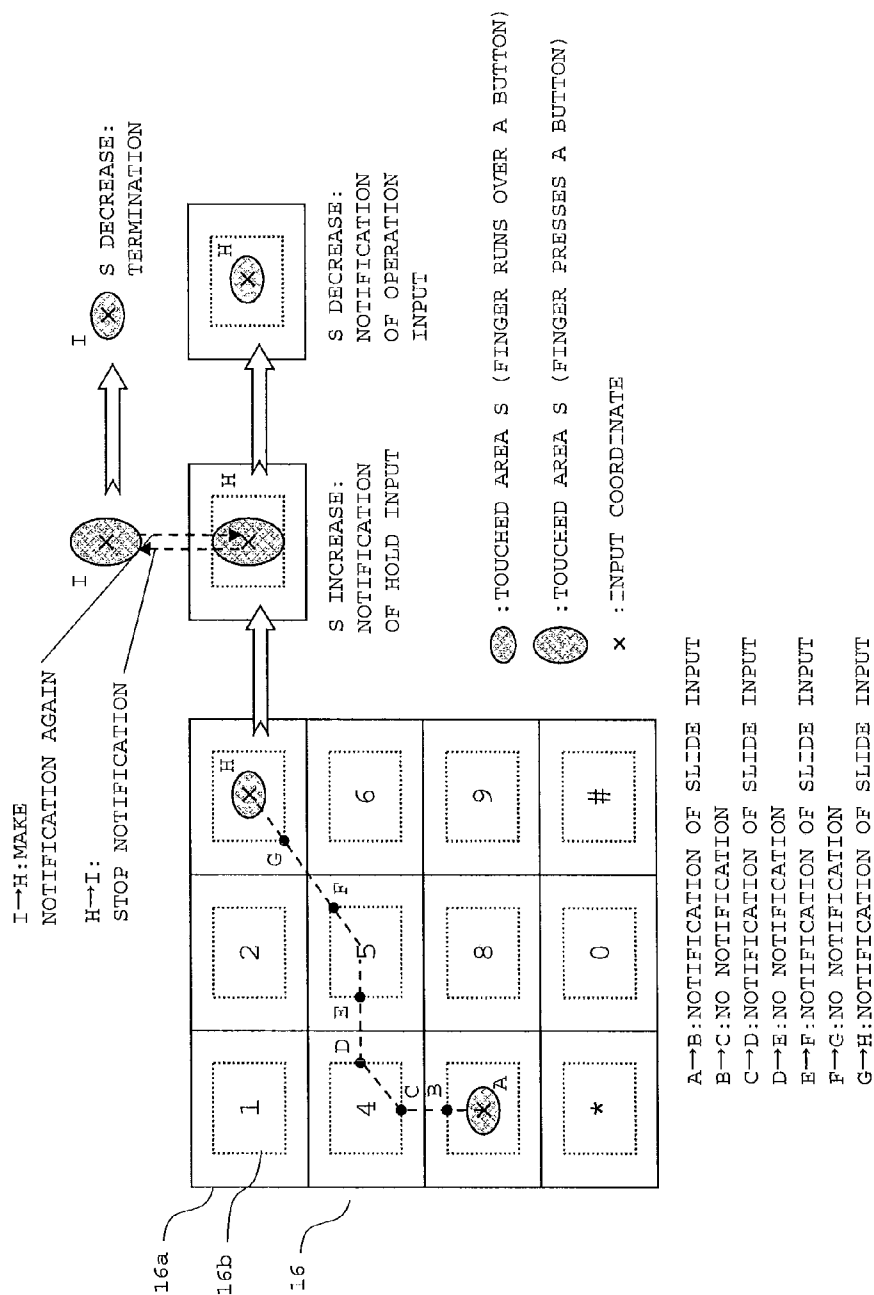 I→H:MAKE
NOTIFICATION AGAIN
H→I:
STOP NOTIFICATION
I
I
S DECREASE:
TERMINATION
16a
16b
16
1
2
H
G
4
5
6
D
E
F
C
B
A
8
9
*
0
#
H
S INCREASE:
NOTIFICATION
OF HOLD INPUT
H
S DECREASE:
NOTIFICATION
OF OPERATION
INPUT
:TOUCHED AREA S (FINGER RUNS OVER A BUTTON)
:TOUCHED AREA S (FINGER PRESSES A BUTTON)
× :INPUT COORDINATE
A→B:NOTIFICATION OF SLIDE INPUT
B→C:NO NOTIFICATION
C→D:NOTIFICATION OF SLIDE INPUT
D→E:NO NOTIFICATION
E→F:NOTIFICATION OF SLIDE INPUT
F→G:NO NOTIFICATION
G→H:NOTIFICATION OF SLIDE INPUT